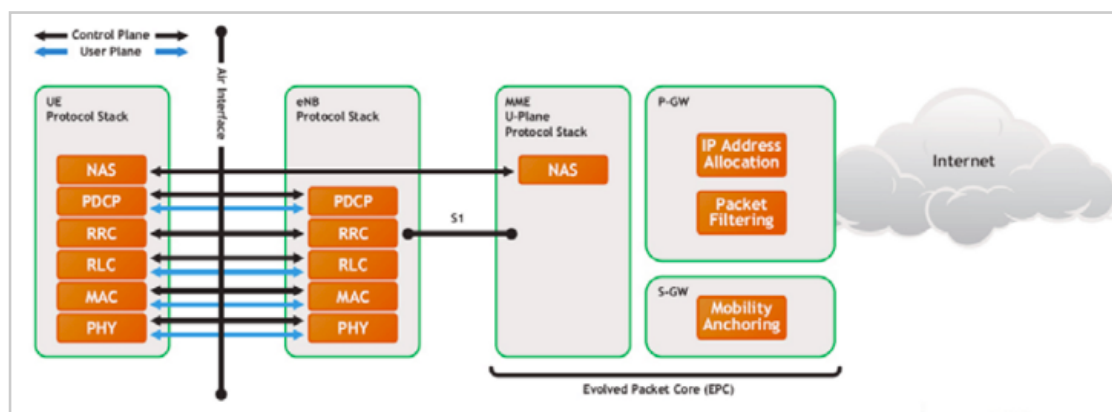 Control Plane
User Plane
Air Interface
UE
Protocol Stack
NAS
PDCP
RRC
RLC
MAC
PHY
eNB
Protocol Stack
PDCP
RRC
RLC
MAC
PHY
S1
MME
U-Plane
Protocol Stack
NAS
P-GW
IP Address
Allocation
Packet
Filtering
S-GW
Mobility
Anchoring
Internet
Evolved Packet Core (EPC)